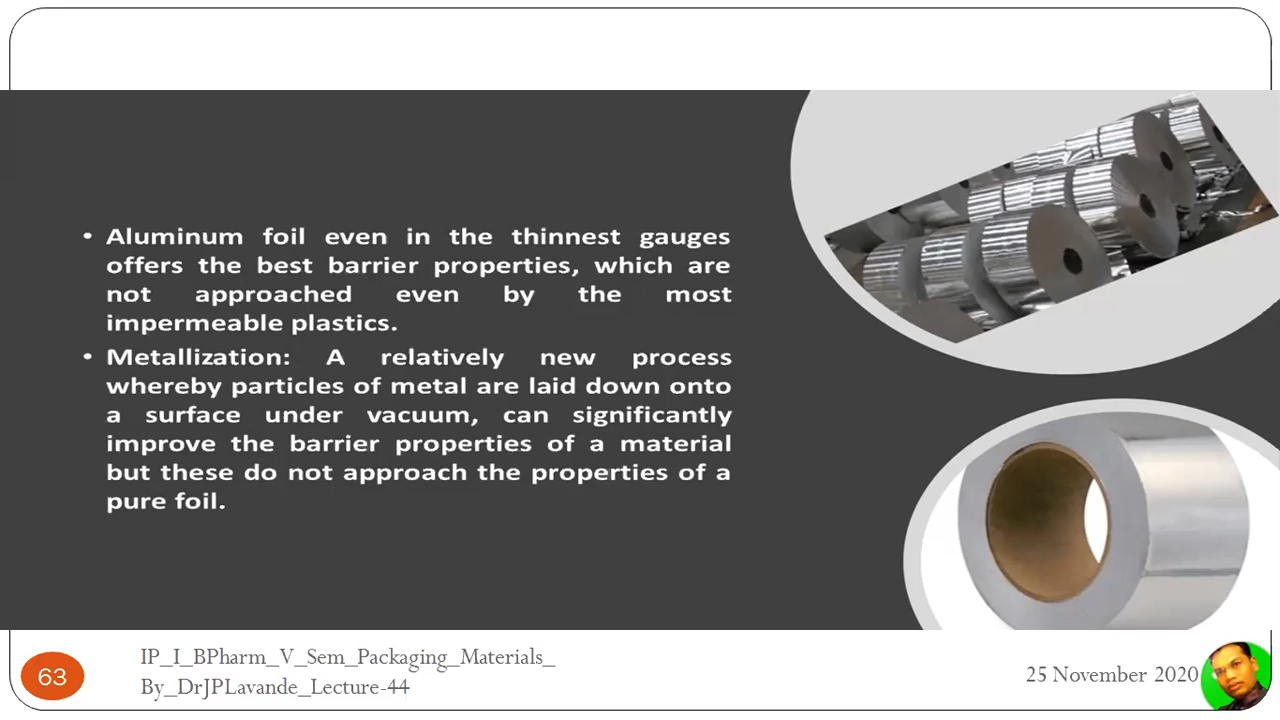 • Aluminum foil even in the thinnest gauges
offers the best barrier properties, which are
not approached even by the most
impermeable plastics.
• Metallization: A relatively new process
whereby particles of metal are laid down onto
a surface under vacuum, can significantly
improve the barrier properties of a material
but these do not approach the properties of a
pure foil.
63
IP_I_BPharm_V_Sem_Packaging_Materials_
By_DrJPLavande_Lecture-44
25 November 2020